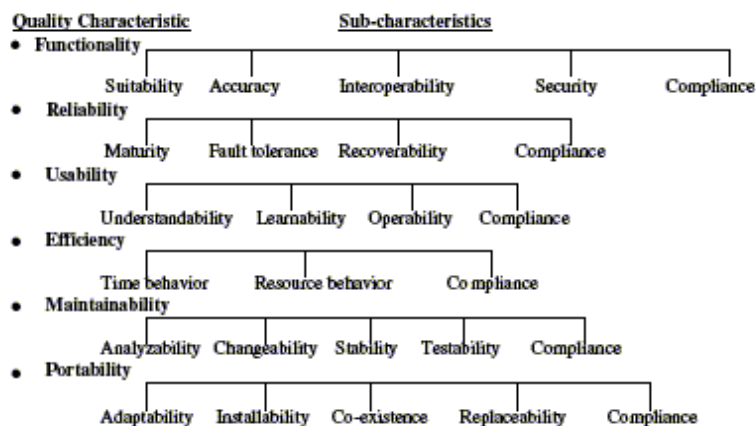 Quality Characteristic Sub-characteristics
• Functionality
Suitability Accuracy Interoperability Security Compliance
• Reliability
Maturity Fault tolerance Recoverability Compliance
• Usability
Understandability Learnability Operability Compliance
• Efficiency
Time behavior Resource behavior Compliance
• Maintainability
Analyzability Changeability Stability Testability Compliance
• Portability
Adaptability Installability Co-existence Replaceability Compliance